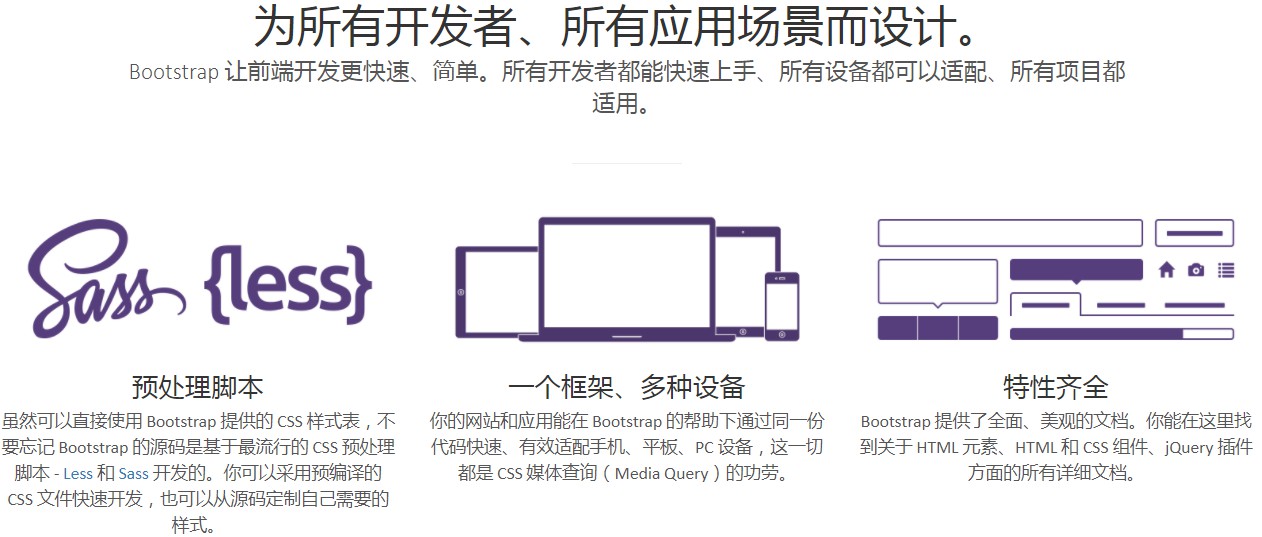 为所有开发者、所有应用场景而设计。
Bootstrap 让前端开发更快速、简单。所有开发者都能快速上手、所有设备都可以适配、所有项目都
适用。
Sass {less}
预处理脚本
虽然可以直接使用 Bootstrap 提供的 CSS 样式表，不
要忘记 Bootstrap 的源码是基于最流行的 CSS 预处理
脚本 - Less 和 Sass 开发的。你可以采用预编译的
CSS 文件快速开发，也可以从源码定制自己需要的
样式。
一个框架、多种设备
你的网站和应用能在 Bootstrap 的帮助下通过同一份
代码快速、有效适配手机、平板、PC 设备，这一切
都是 CSS 媒体查询（Media Query）的功劳。
特性齐全
Bootstrap 提供了全面、美观的文档。你能在这里找
到关于 HTML 元素、HTML 和 CSS 组件、jQuery 插件
方面的所有详细文档。